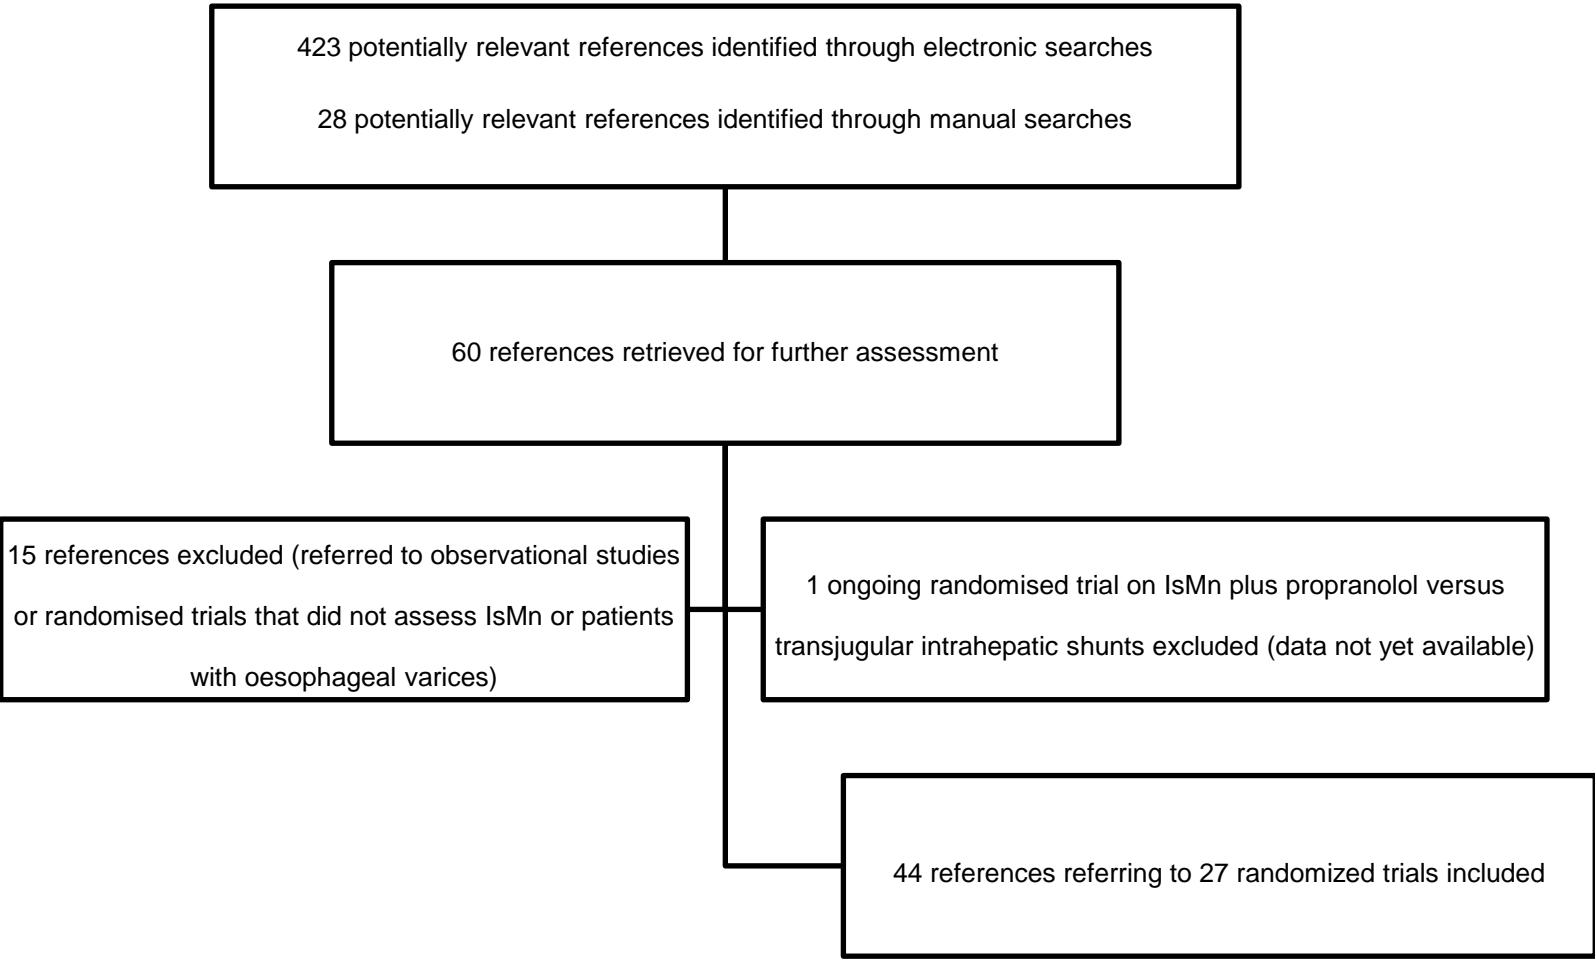 423 potentially relevant references identified through electronic searches
28 potentially relevant references identified through manual searches
60 references retrieved for further assessment
15 references excluded (referred to observational studies
or randomised trials that did not assess IsMn or patients
with oesophageal varices)
1 ongoing randomised trial on IsMn plus propranolol versus
transjugular intrahepatic shunts excluded (data not yet available)
44 references referring to 27 randomized trials included